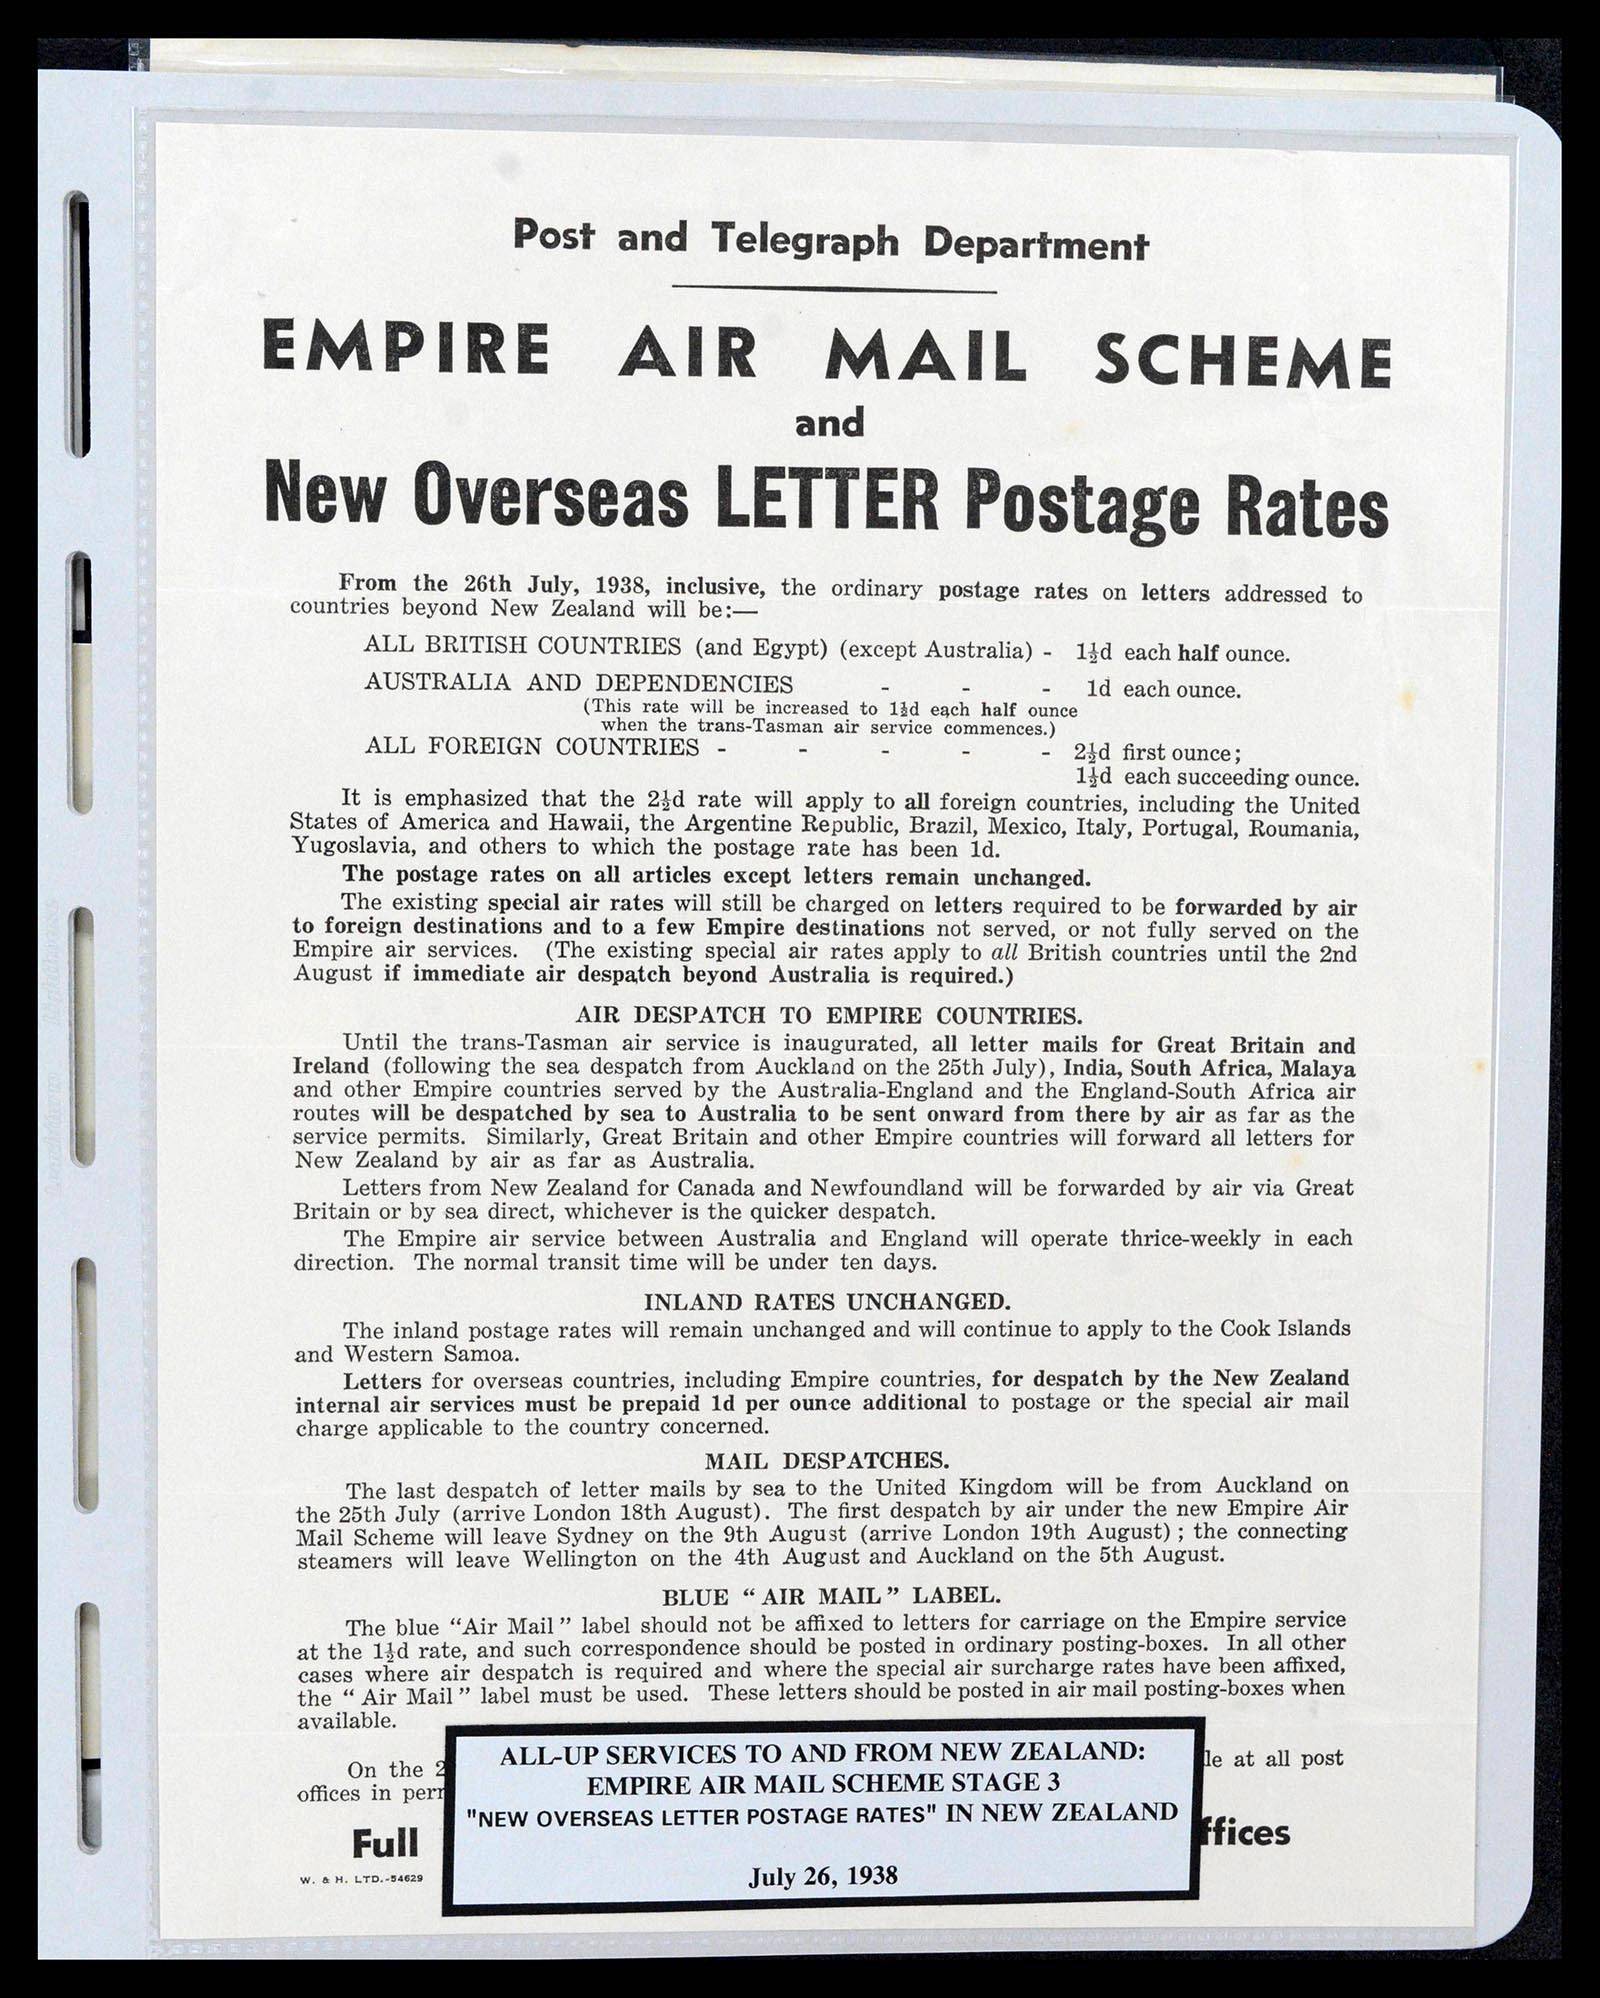 Post and Telegraph Department
EMPIRE AIR MAIL SCHEME
and
New Overseas LETTER Postage Rates
From the 26th July, 1938, inclusive, the ordinary postage rates on letters addressed to
countries beyond New Zealand will be:—
ALL BRITISH COUNTRIES (and Egypt) (except Australia) - 1½d each half ounce.
AUSTRALIA AND DEPENDENCIES - - - 1d each ounce.
(This rate will be increased to 1½d each half ounce
when the trans-Tasman air service commences.)
ALL FOREIGN COUNTRIES - - - - - 2½d first ounce;
1½d each succeeding ounce.
It is emphasized that the 2½d rate will apply to all foreign countries, including the United
States of America and Hawaii, the Argentine Republic, Brazil, Mexico, Italy, Portugal, Roumania,
Yugoslavia, and others to which the postage rate has been 1d.
The postage rates on all articles except letters remain unchanged.
The existing special air rates will still be charged on letters required to be forwarded by air
to foreign destinations and to a few Empire destinations not served, or not fully served on the
Empire air services. (The existing special air rates apply to all British countries until the 2nd
August if immediate air despatch beyond Australia is required.)
AIR DESPATCH TO EMPIRE COUNTRIES.
Until the trans-Tasman air service is inaugurated, all letter mails for Great Britain and
Ireland (following the sea despatch from Auckland on the 25th July), India, South Africa, Malaya
and other Empire countries served by the Australia-England and the England-South Africa air
routes will be despatched by sea to Australia to be sent onward from there by air as far as the
service permits. Similarly, Great Britain and other Empire countries will forward all letters for
New Zealand by air as far as Australia.
Letters from New Zealand for Canada and Newfoundland will be forwarded by air via Great
Britain or by sea direct, whichever is the quicker despatch.
The Empire air service between Australia and England will operate thrice-weekly in each
direction. The normal transit time will be under ten days.
INLAND RATES UNCHANGED.
The inland postage rates will remain unchanged and will continue to apply to the Cook Islands
and Western Samoa.
Letters for overseas countries, including Empire countries, for despatch by the New Zealand
internal air services must be prepaid 1d per ounce additional to postage or the special air mail
charge applicable to the country concerned.
MAIL DESPATCHES.
The last despatch of letter mails by sea to the United Kingdom will be from Auckland on
the 25th July (arrive London 18th August). The first despatch by air under the new Empire Air
Mail Scheme will leave Sydney on the 9th August (arrive London 19th August); the connecting
steamers will leave Wellington on the 4th August and Auckland on the 5th August.
BLUE “AIR MAIL” LABEL.
The blue “Air Mail” label should not be affixed to letters for carriage on the Empire service
at the 1½d rate, and such correspondence should be posted in ordinary posting-boxes. In all other
cases where air despatch is required and where the special air surcharge rates have been affixed,
the “Air Mail” label must be used. These letters should be posted in air mail posting-boxes when
available.
On the 2 le at all post
offices in per
Full ffices
W. & H. LTD.-54629
ALL-UP SERVICES TO AND FROM NEW ZEALAND:
EMPIRE AIR MAIL SCHEME STAGE 3
"NEW OVERSEAS LETTER POSTAGE RATES" IN NEW ZEALAND
July 26, 1938